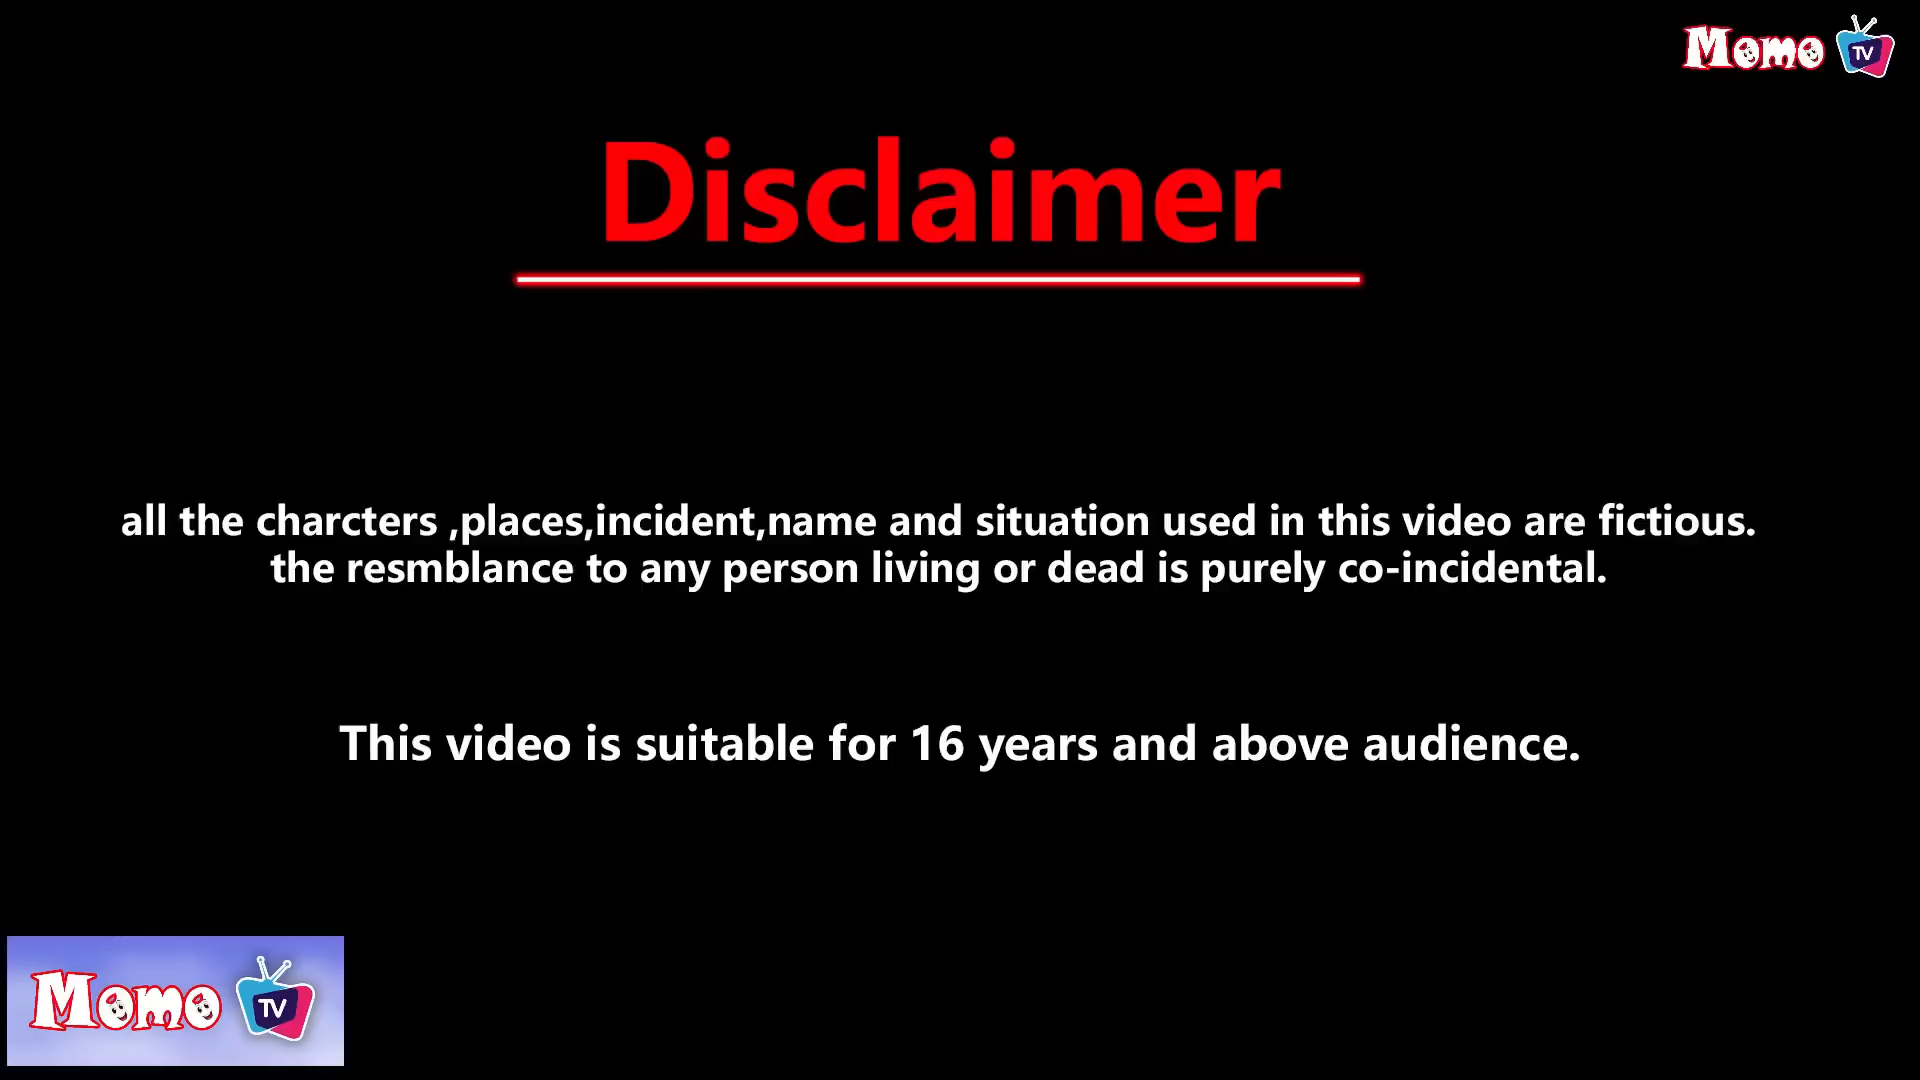 Momo TV
Disclaimer
all the charcters ,places,incident,name and situation used in this video are fictious.
the resmblance to any person living or dead is purely co-incidental.
This video is suitable for 16 years and above audience.
Momo TV